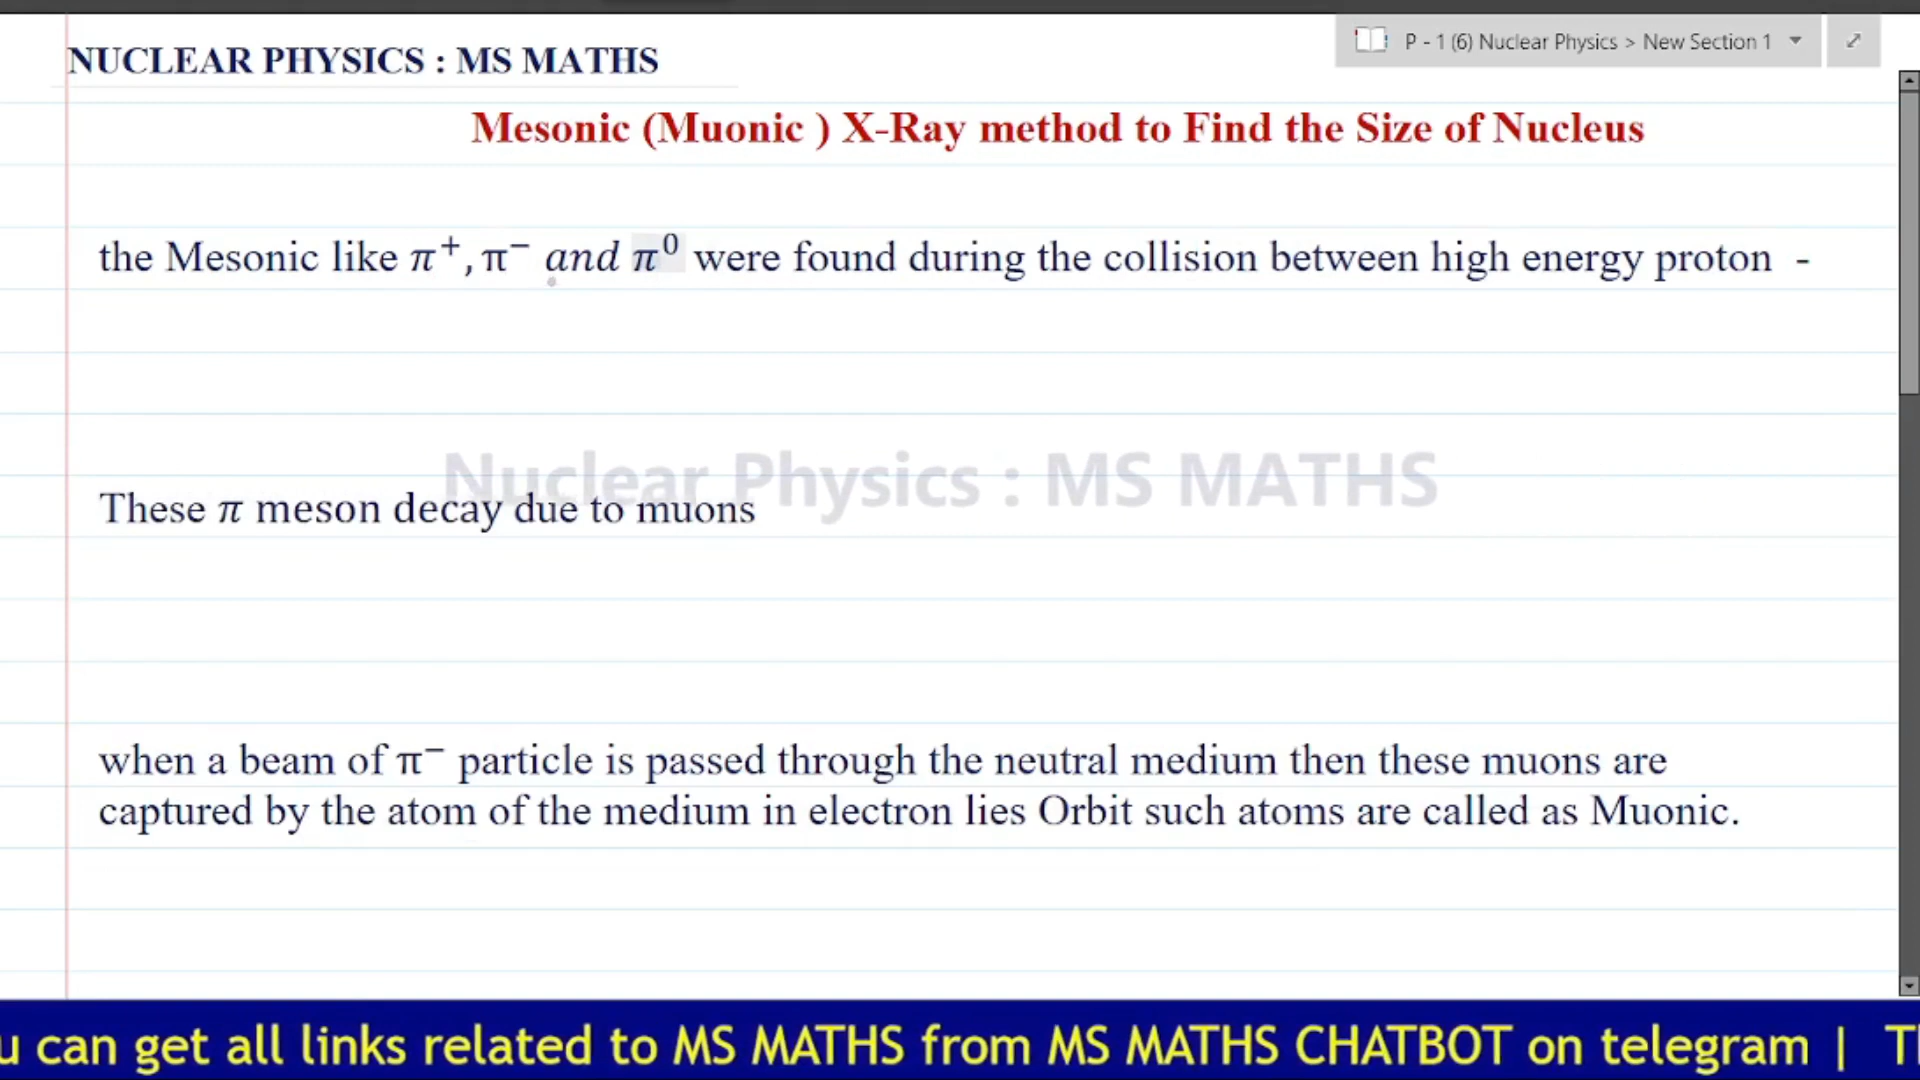 NUCLEAR PHYSICS : MS MATHS
P - 1 (6) Nuclear Physics > New Section 1
Mesonic (Muonic ) X-Ray method to Find the Size of Nucleus
the Mesonic like π⁺, π⁻ and π⁰ were found during the collision between high energy proton -
Nuclear Physics : MS MATHS
These π meson decay due to muons
when a beam of π⁻ particle is passed through the neutral medium then these muons are
captured by the atom of the medium in electron lies Orbit such atoms are called as Muonic.
u can get all links related to MS MATHS from MS MATHS CHATBOT on telegram |